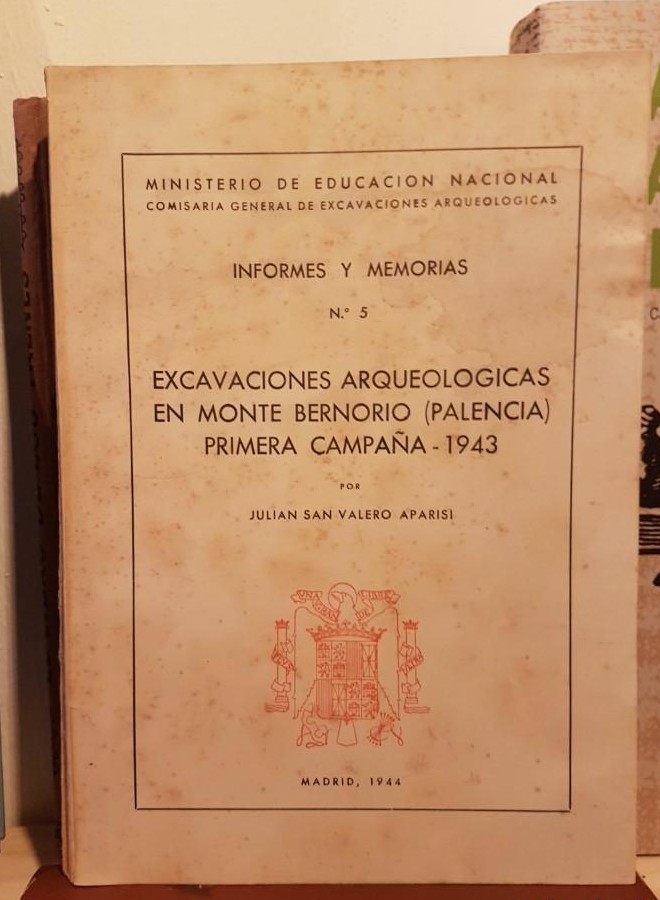 MINISTERIO DE EDUCACION NACIONAL
COMISARIA GENERAL DE EXCAVACIONES ARQUEOLOGICAS
INFORMES Y MEMORIAS
N.º 5
EXCAVACIONES ARQUEOLOGICAS
EN MONTE BERNORIO (PALENCIA)
PRIMERA CAMPAÑA - 1943
POR
JULIAN SAN VALERO APARISI
MADRID, 1944